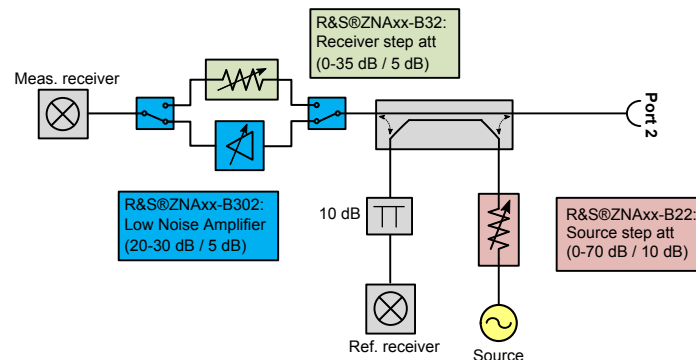 R&S®ZNAxx-B32:
Receiver step att
(0-35 dB / 5 dB)
Meas. receiver
Port 2
R&S®ZNAxx-B302:
Low Noise Amplifier
(20-30 dB / 5 dB)
10 dB
R&S®ZNAxx-B22:
Source step att
(0-70 dB / 10 dB)
Ref. receiver
Source